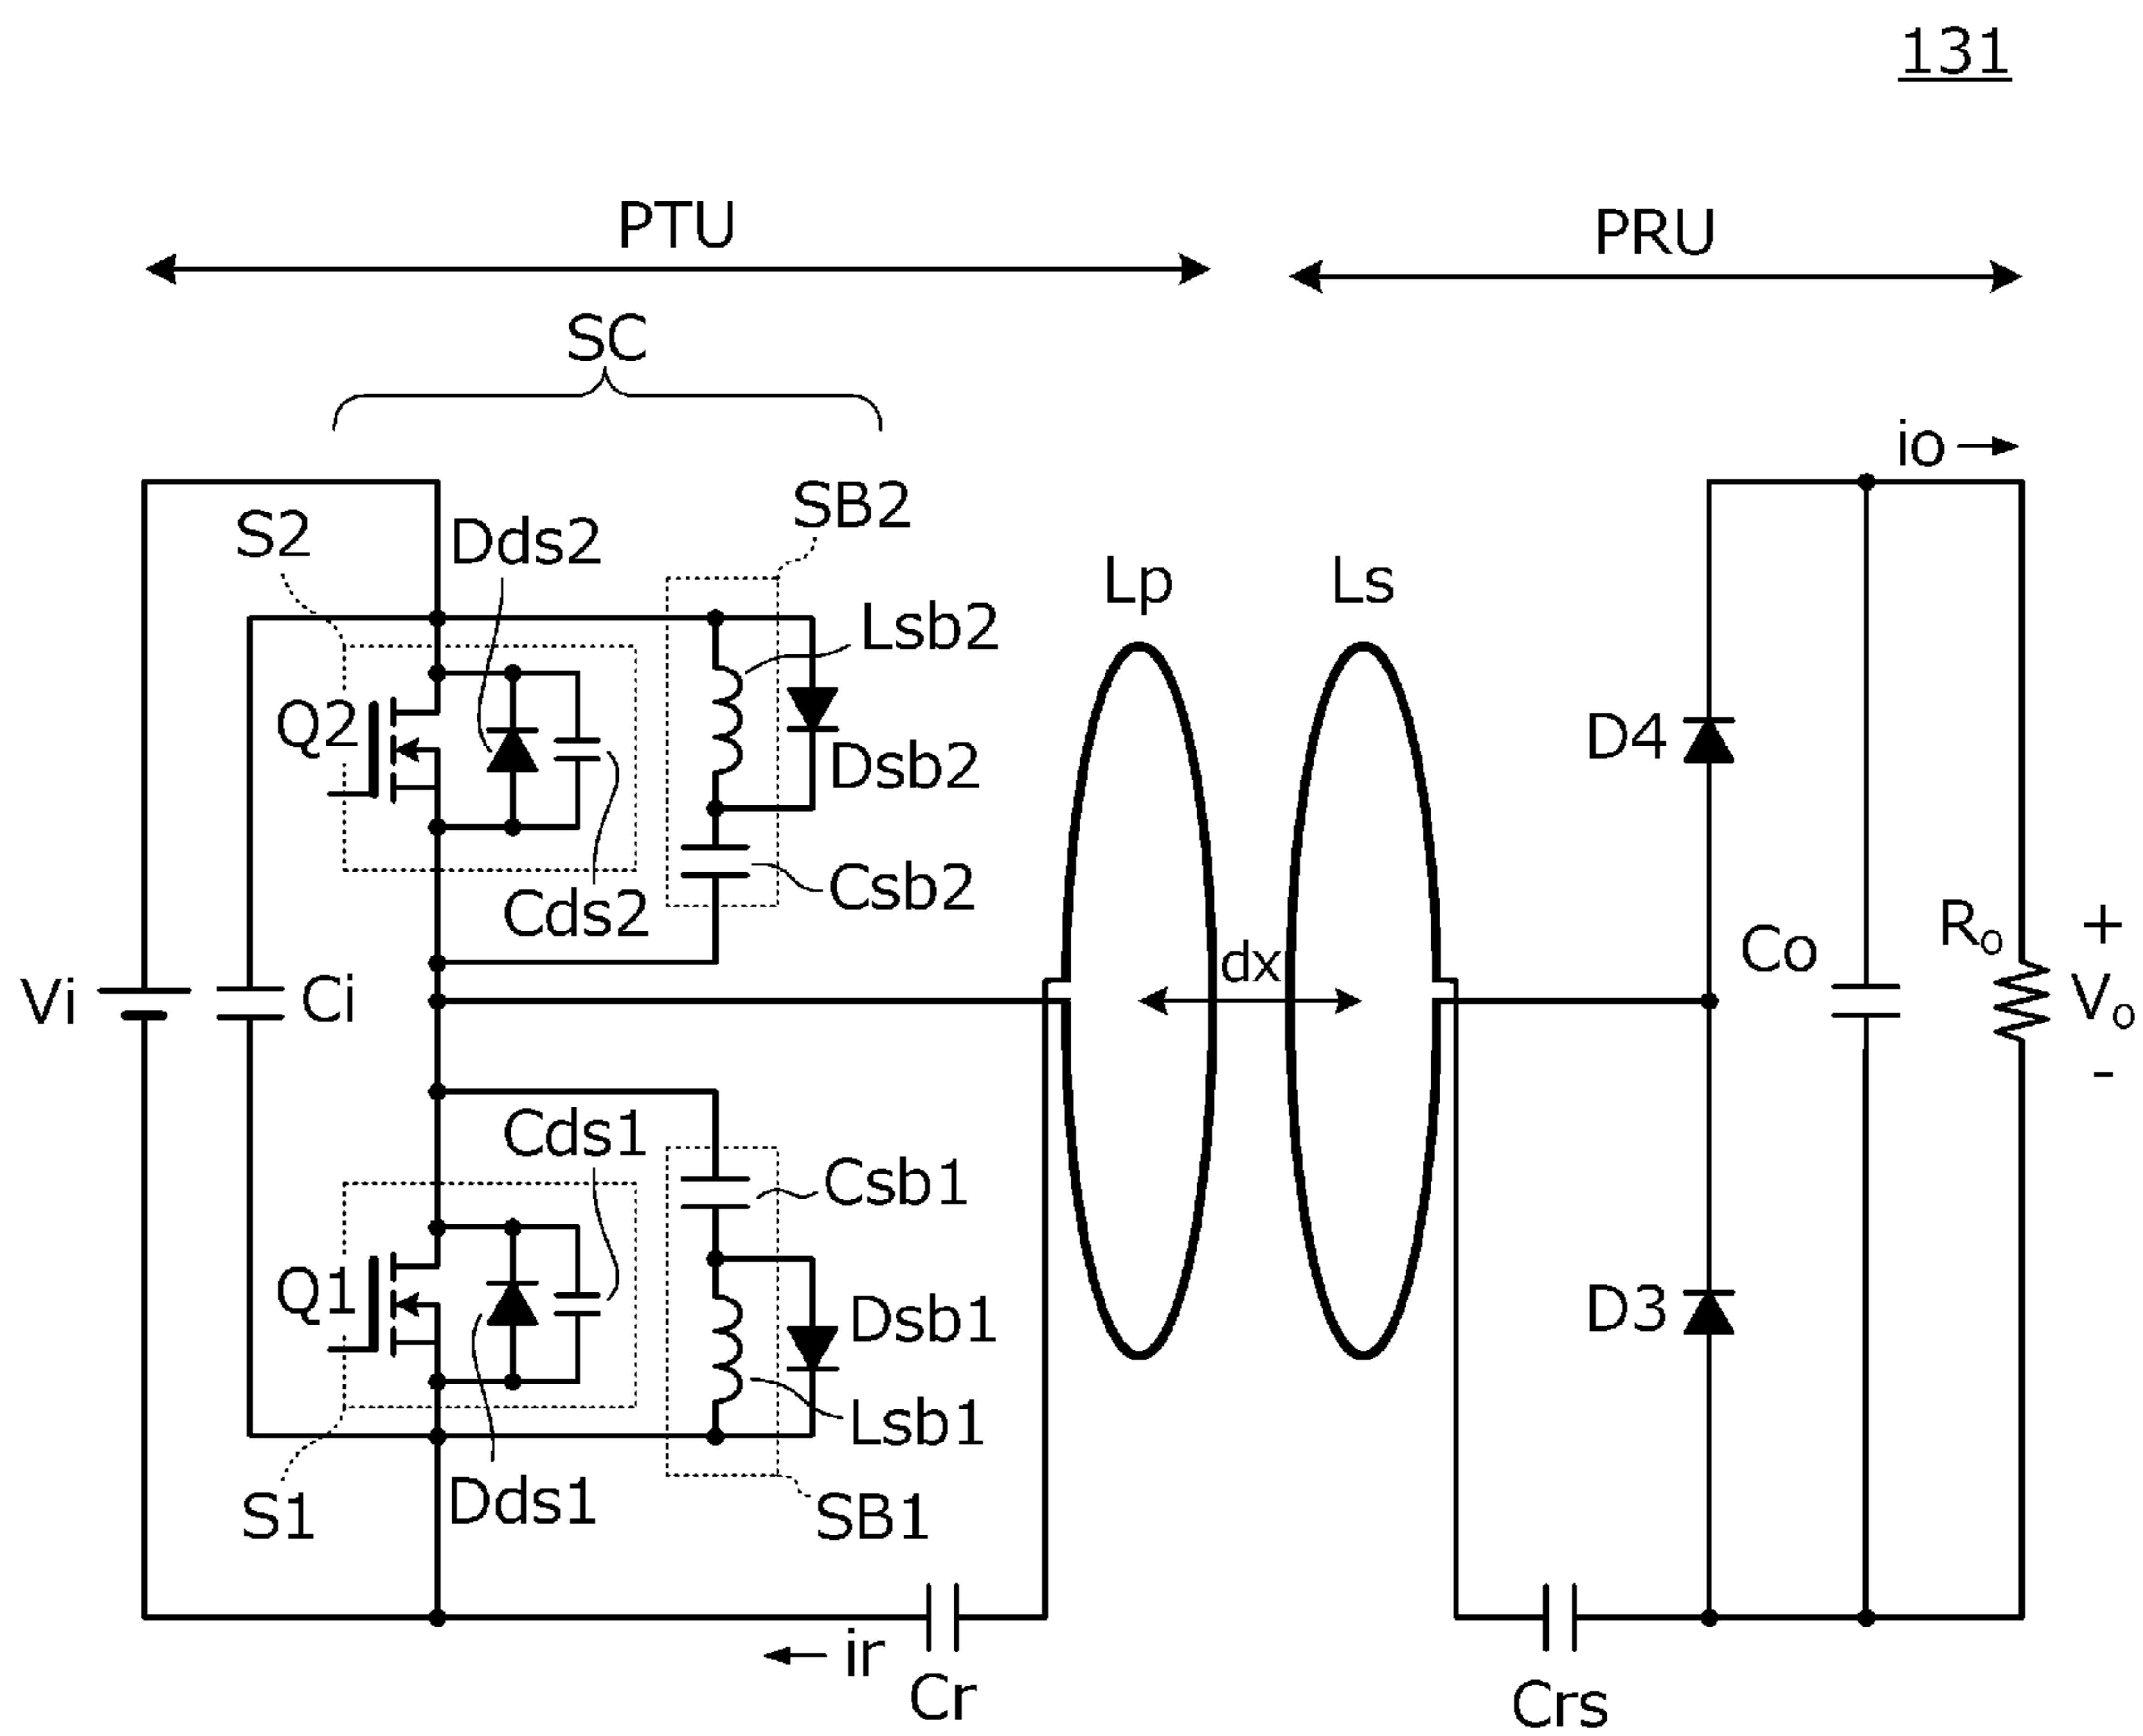 131
PTU
PRU
SC
io
SB2
S2
Dds2
Lp
Ls
Lsb2
Q2
D4
Dsb2
Csb2
Cds2
Ro
+
Co
dx
Vi
Ci
Vo
-
Cds1
Csb1
Q1
D3
Dsb1
Lsb1
Dds1
S1
SB1
ir
Cr
Crs